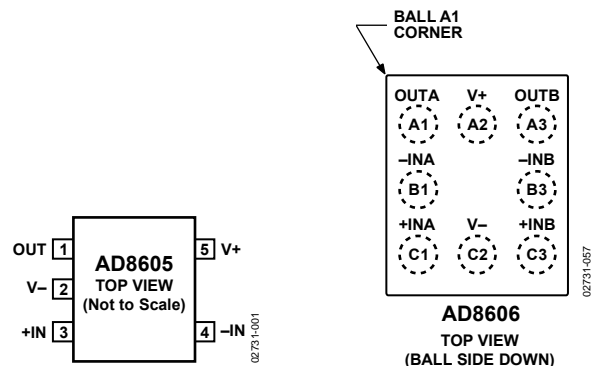 OUT 1
V– 2
+IN 3
AD8605
TOP VIEW
(Not to Scale)
5 V+
4 –IN
02731-001
BALL A1
CORNER
OUTA V+ OUTB
A1 A2 A3
–INA –INB
B1 B3
+INA V– +INB
C1 C2 C3
02731-057
AD8606
TOP VIEW
(BALL SIDE DOWN)